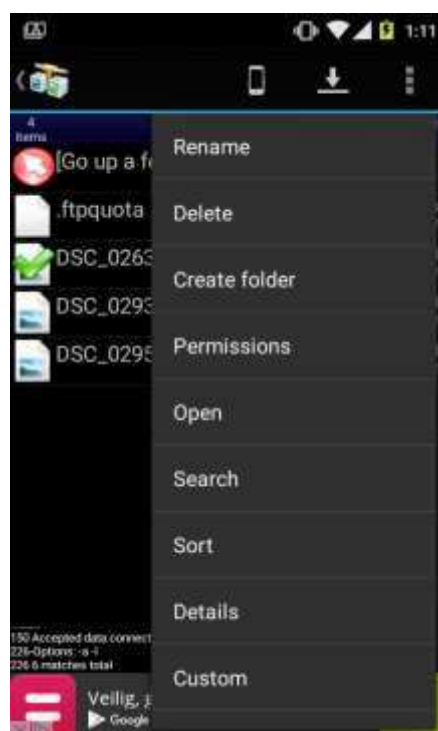 1:11
4
items
[Go up a fo
.ftpquota
DSC_0263
DSC_0293
DSC_0295
Rename
Delete
Create folder
Permissions
Open
Search
Sort
Details
Custom
150 Accepted data connect
226-Options: -a -l
226 6 matches total
Veilig, g
Google